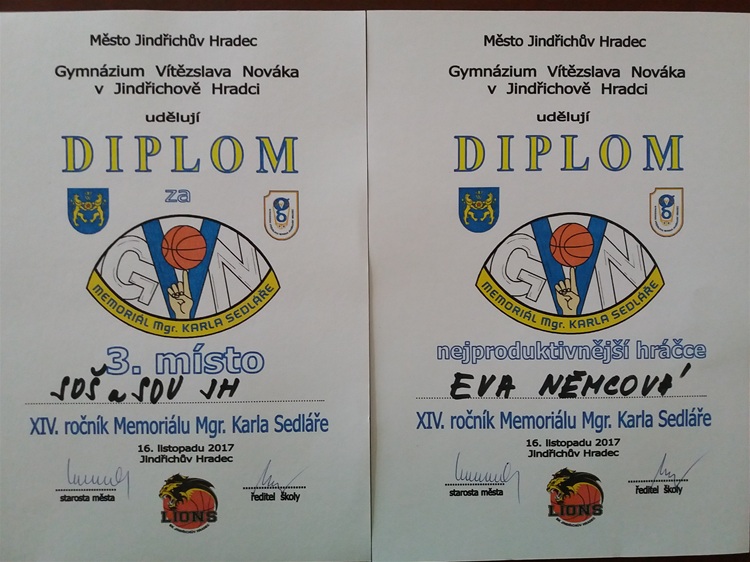 Město Jindřichův Hradec
Gymnázium Vítězslava Nováka
v Jindřichově Hradci
udělují
DIPLOM
za
GVN
MEMORIÁL Mgr. KARLA SEDLÁŘE
3. místo
SOŠ a SOU JH
XIV. ročník Memoriálu Mgr. Karla Sedláře
16. listopadu 2017
Jindřichův Hradec
starosta města
ředitel školy
LIONS
Město Jindřichův Hradec
Gymnázium Vítězslava Nováka
v Jindřichově Hradci
udělují
DIPLOM
GVN
MEMORIÁL Mgr. KARLA SEDLÁŘE
nejproduktivnější hráčce
EVA NĚMCOVÁ
XIV. ročník Memoriálu Mgr. Karla Sedláře
16. listopadu 2017
Jindřichův Hradec
starosta města
ředitel školy
LIONS